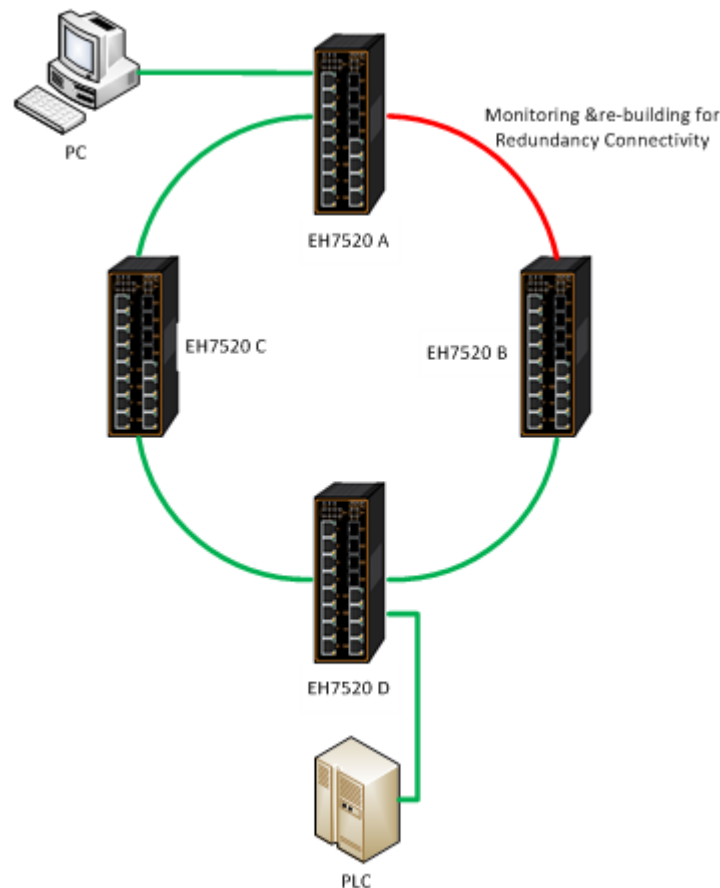 PC
EH7520 A
Monitoring &re-building for
Redundancy Connectivity
EH7520 C
EH7520 B
EH7520 D
PLC